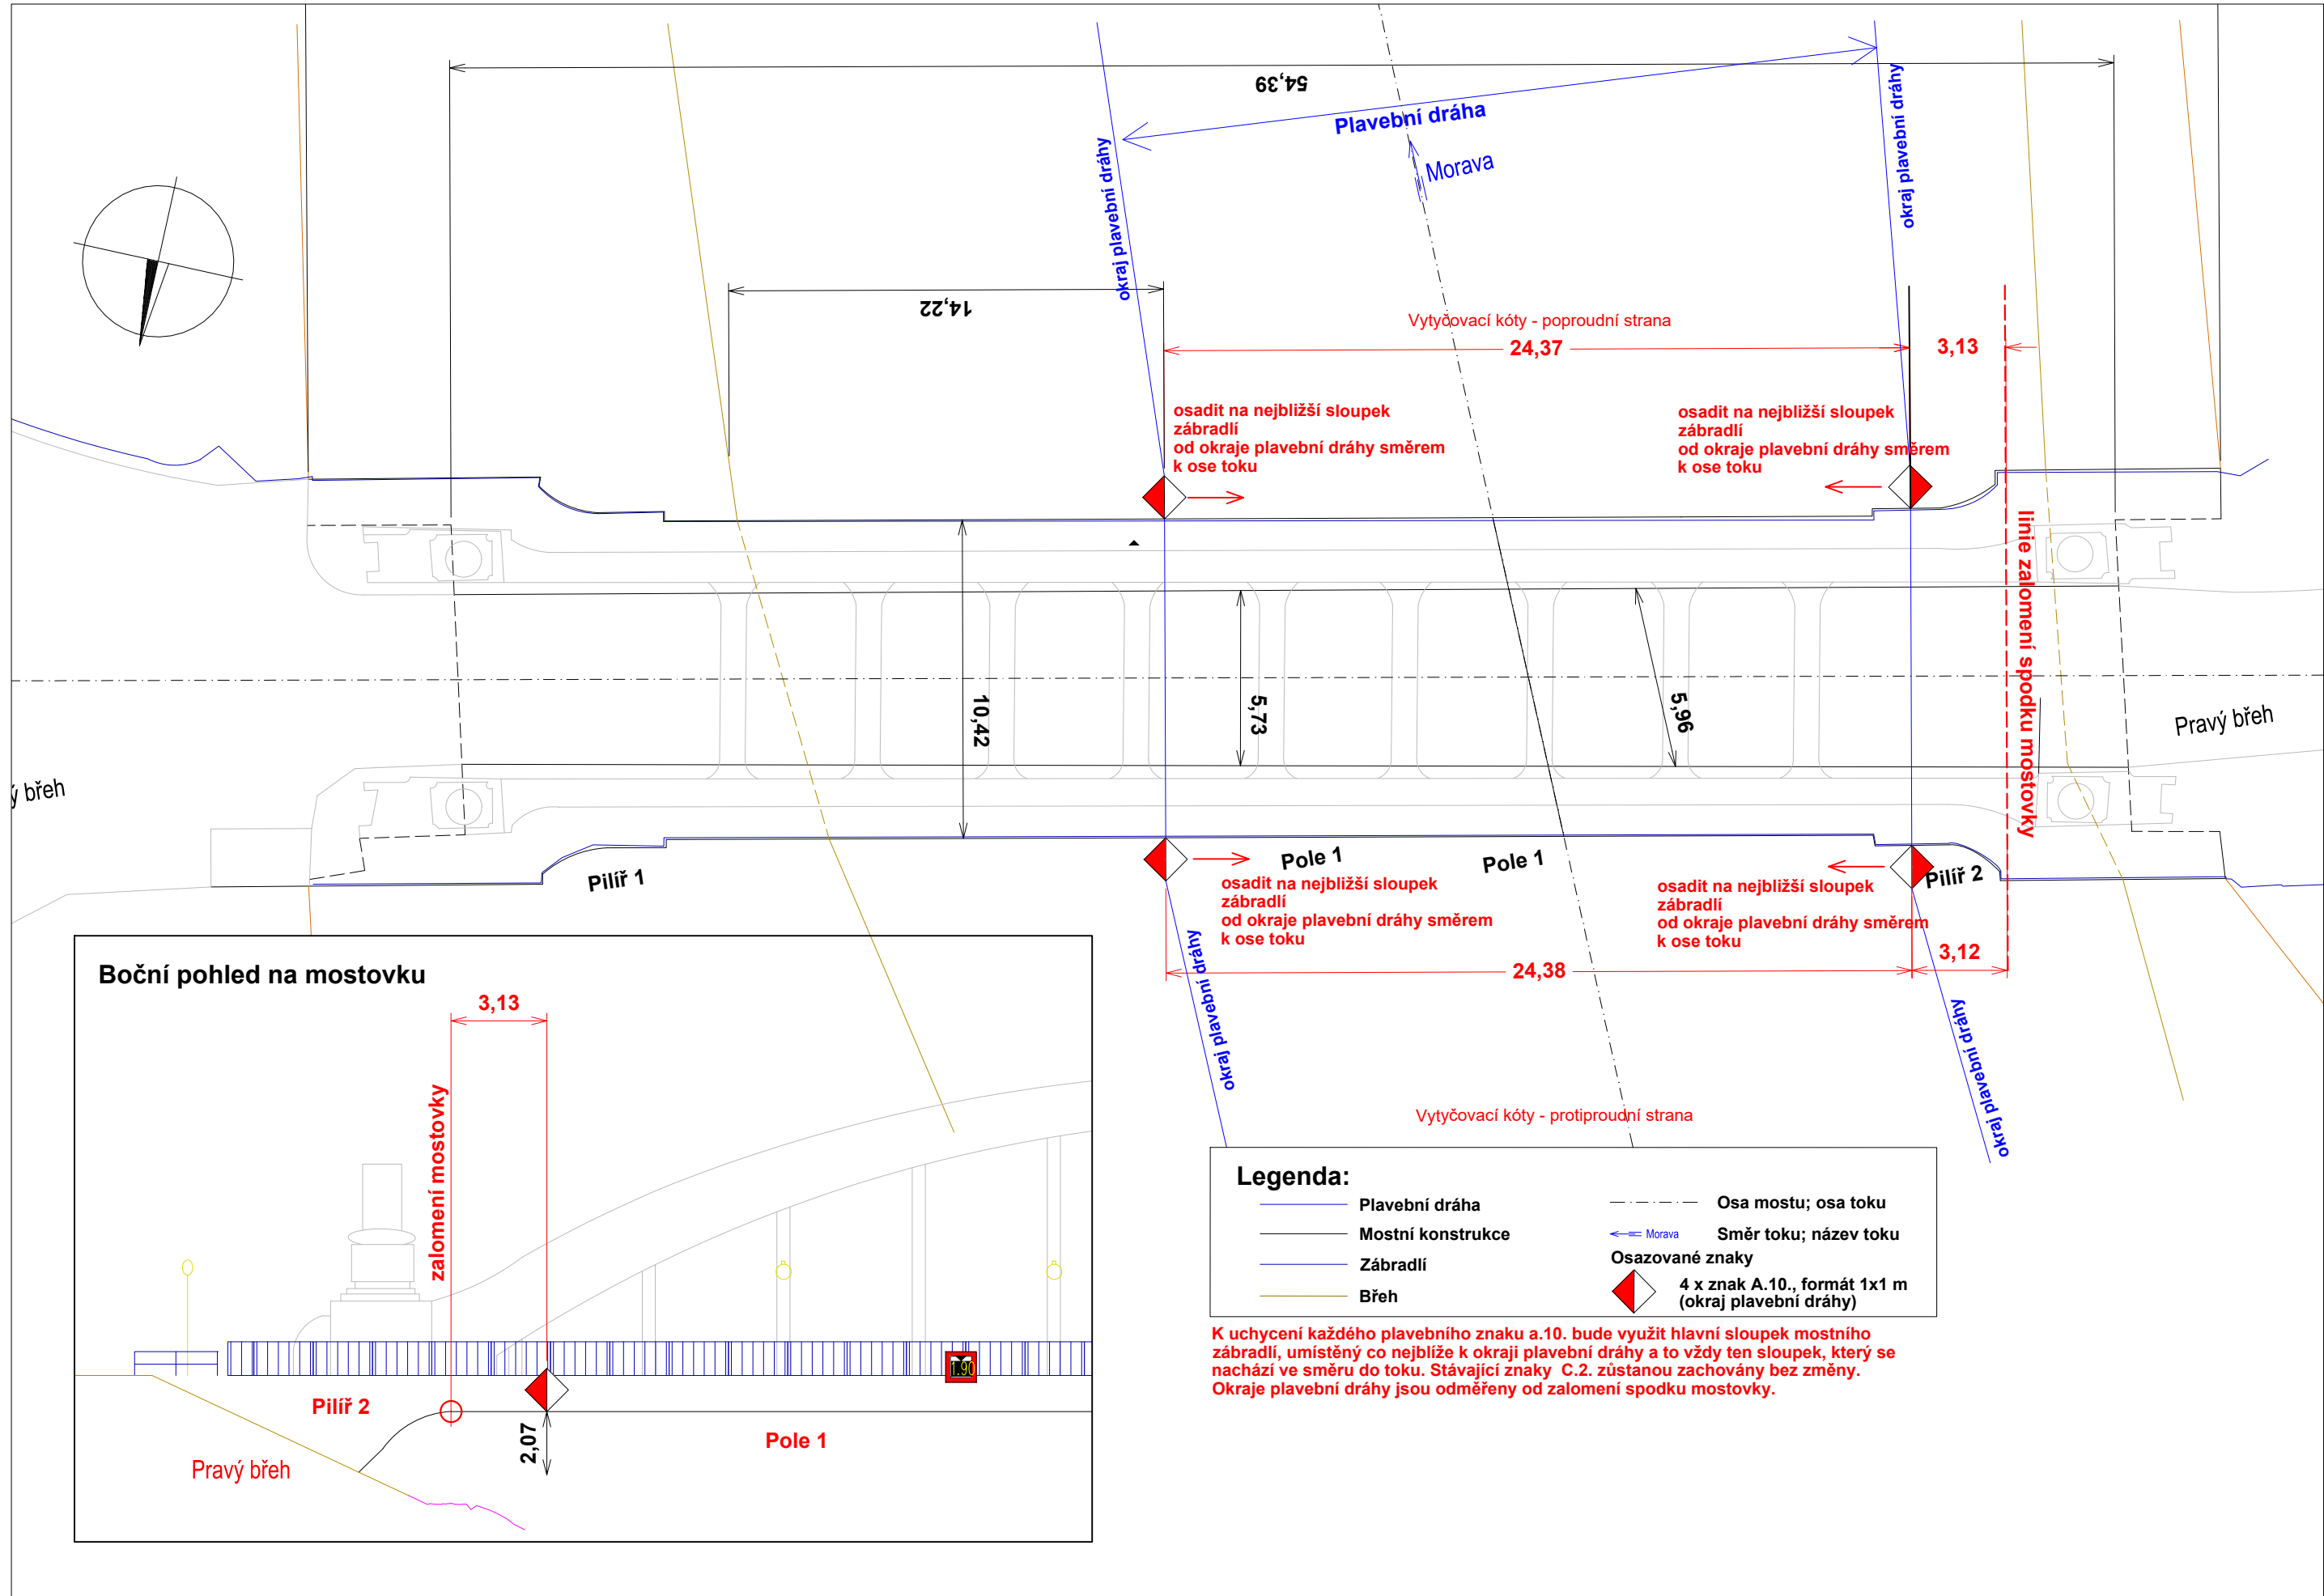 54,39
Plavební dráha
Morava
okraj plavební dráhy
okraj plavební dráhy
14,22
Vytyčovací kóty - poproudní strana
24,37
3,13
osadit na nejbližší sloupek
zábradlí
od okraje plavební dráhy směrem
k ose toku
osadit na nejbližší sloupek
zábradlí
od okraje plavební dráhy směrem
k ose toku
linie zalomení spodku mostovky
10,42
5,73
5,96
Pravý břeh
ý břeh
Pilíř 1
Pole 1
Pole 1
Pilíř 2
osadit na nejbližší sloupek
zábradlí
od okraje plavební dráhy směrem
k ose toku
osadit na nejbližší sloupek
zábradlí
od okraje plavební dráhy směrem
k ose toku
24,38
3,12
okraj plavební dráhy
okraj plavební dráhy
Vytyčovací kóty - protiproudní strana
Boční pohled na mostovku
3,13
zalomení mostovky
1.90
Pilíř 2
2,07
Pole 1
Pravý břeh
Legenda:
Plavební dráha
Mostní konstrukce
Zábradlí
Břeh
Osa mostu; osa toku
Morava
Směr toku; název toku
Osazované znaky
4 x znak A.10., formát 1x1 m
(okraj plavební dráhy)
K uchycení každého plavebního znaku a.10. bude využit hlavní sloupek mostního
zábradlí, umístěný co nejblíže k okraji plavební dráhy a to vždy ten sloupek, který se
nachází ve směru do toku. Stávající znaky C.2. zůstanou zachovány bez změny.
Okraje plavební dráhy jsou odměřeny od zalomení spodku mostovky.